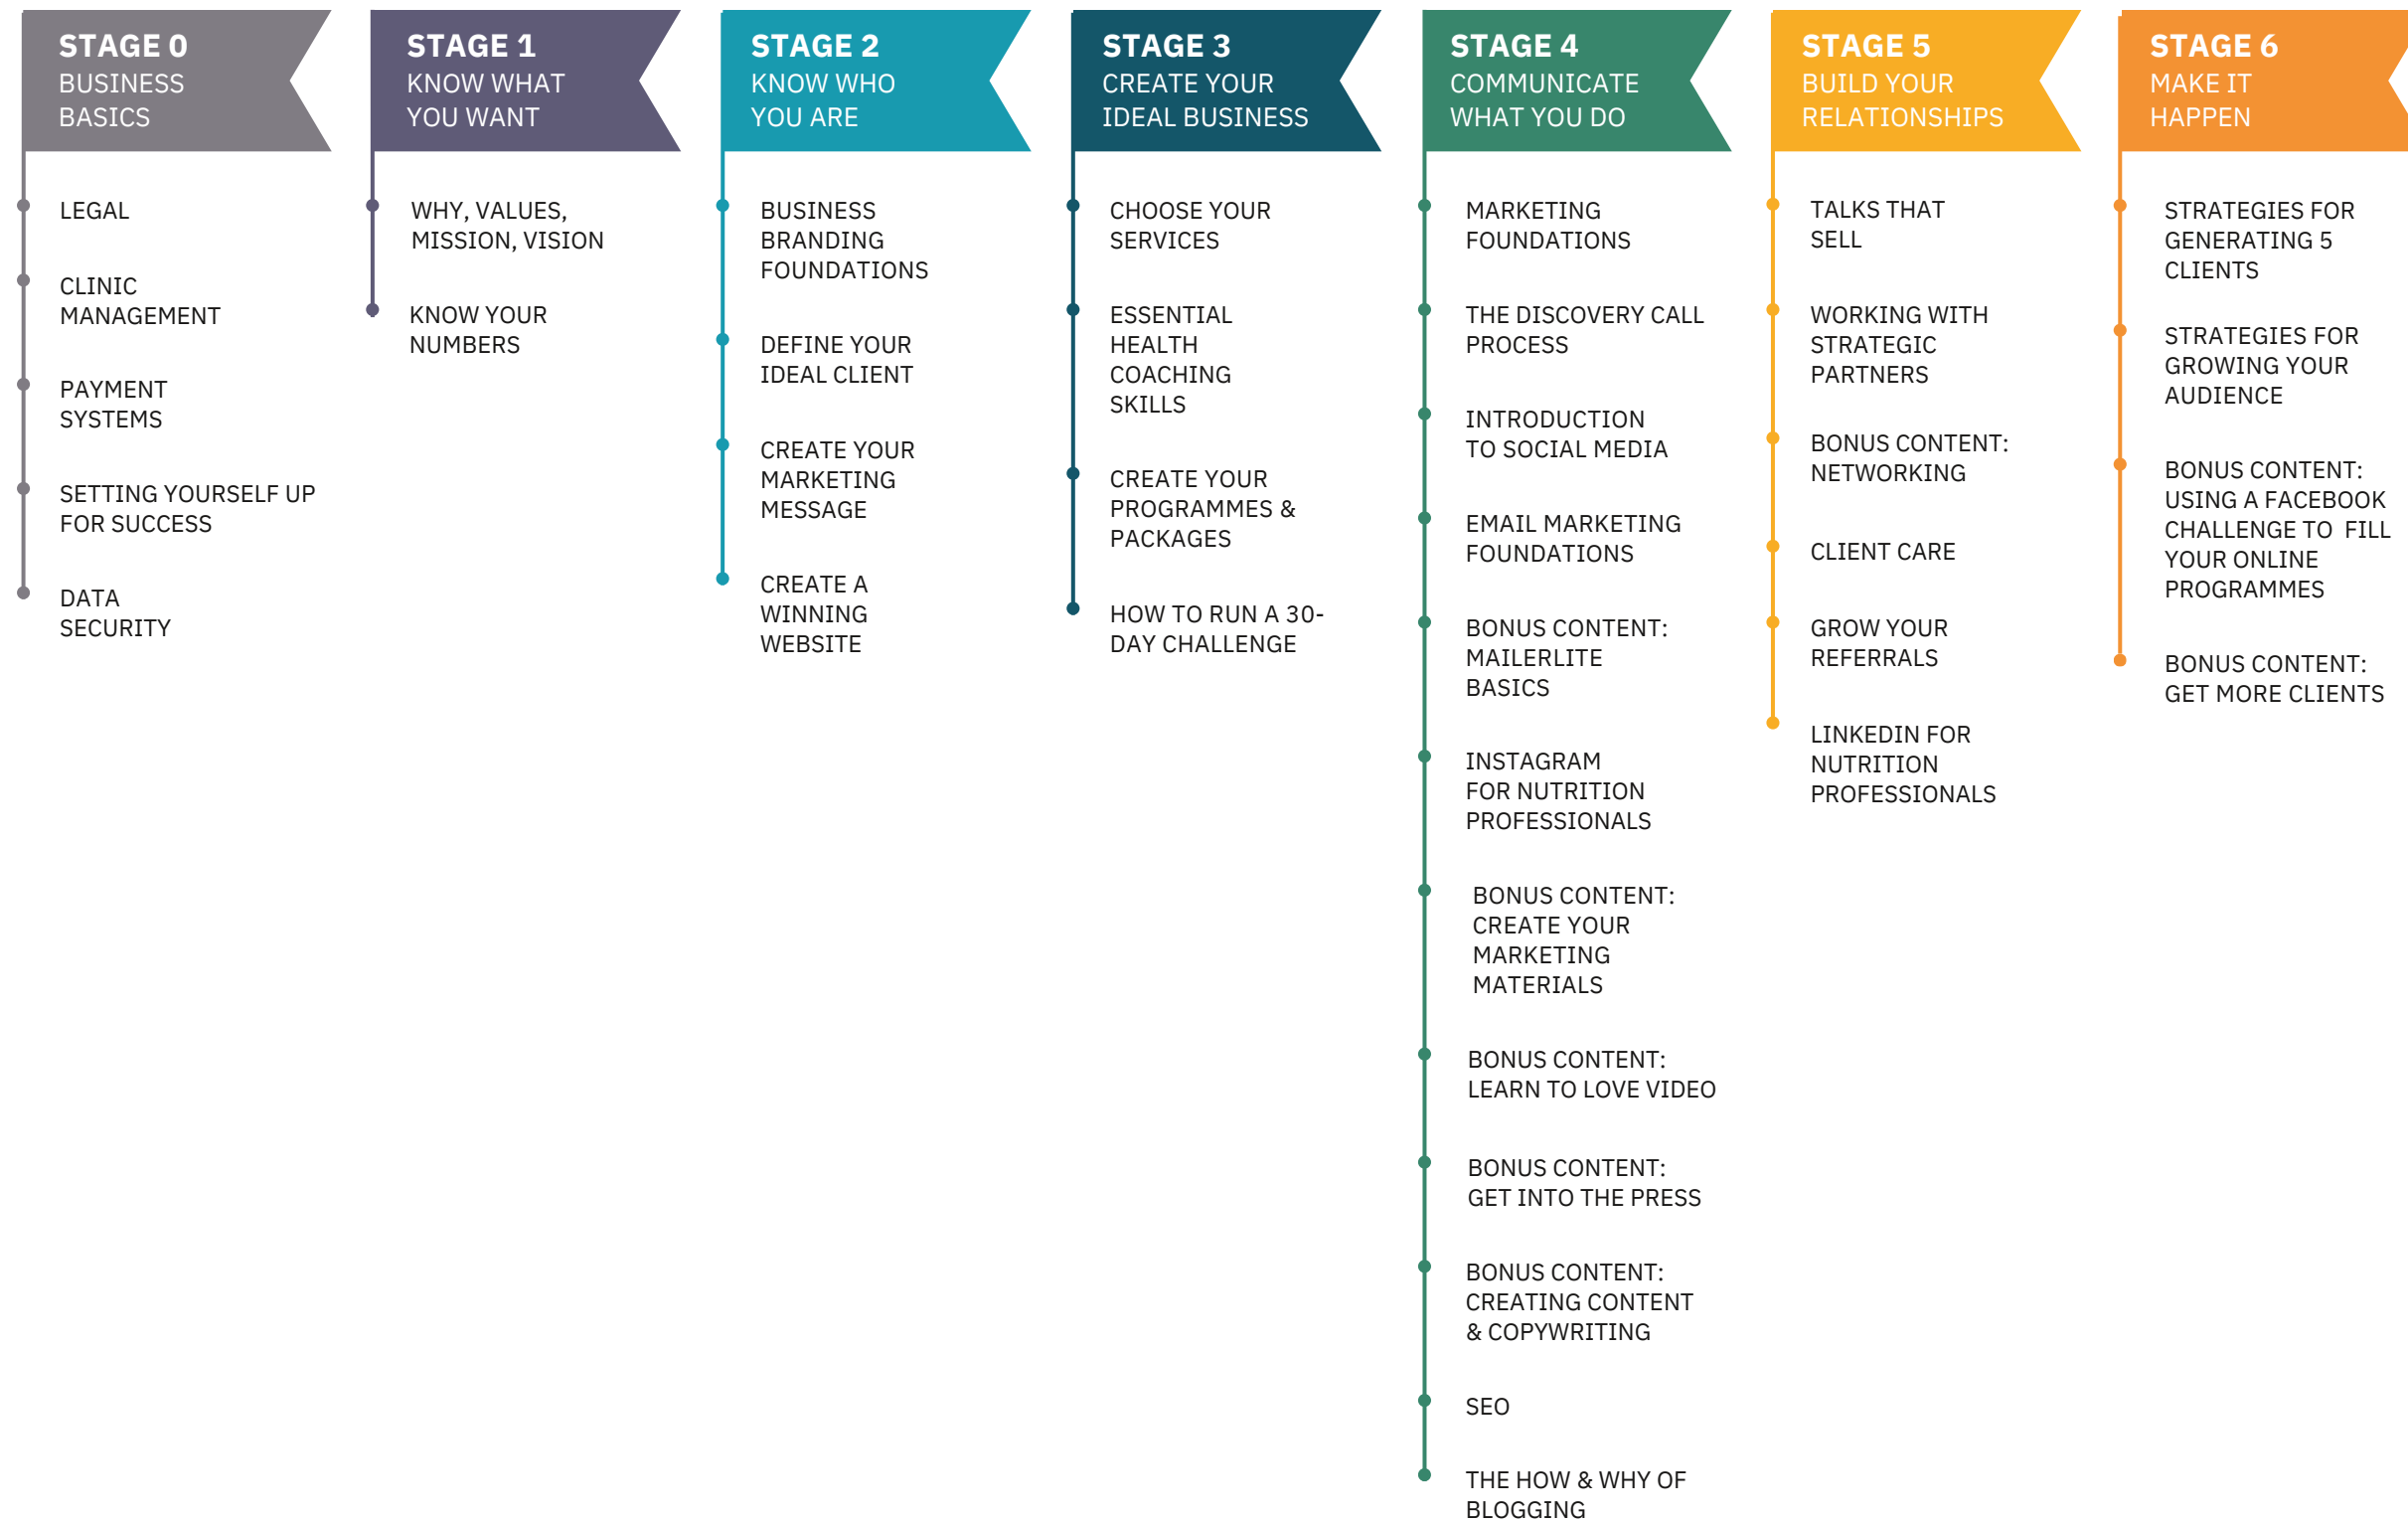 STAGE 0
BUSINESS
BASICS
LEGAL
CLINIC
MANAGEMENT
PAYMENT
SYSTEMS
SETTING YOURSELF UP
FOR SUCCESS
DATA
SECURITY
STAGE 1
KNOW WHAT
YOU WANT
WHY, VALUES,
MISSION, VISION
KNOW YOUR
NUMBERS
STAGE 2
KNOW WHO
YOU ARE
BUSINESS
BRANDING
FOUNDATIONS
DEFINE YOUR
IDEAL CLIENT
CREATE YOUR
MARKETING
MESSAGE
CREATE A
WINNING
WEBSITE
STAGE 3
CREATE YOUR
IDEAL BUSINESS
CHOOSE YOUR
SERVICES
ESSENTIAL
HEALTH
COACHING
SKILLS
CREATE YOUR
PROGRAMMES &
PACKAGES
HOW TO RUN A 30-
DAY CHALLENGE
STAGE 4
COMMUNICATE
WHAT YOU DO
MARKETING
FOUNDATIONS
THE DISCOVERY CALL
PROCESS
INTRODUCTION
TO SOCIAL MEDIA
EMAIL MARKETING
FOUNDATIONS
BONUS CONTENT:
MAILERLITE
BASICS
INSTAGRAM
FOR NUTRITION
PROFESSIONALS
BONUS CONTENT:
CREATE YOUR
MARKETING
MATERIALS
BONUS CONTENT:
LEARN TO LOVE VIDEO
BONUS CONTENT:
GET INTO THE PRESS
BONUS CONTENT:
CREATING CONTENT
& COPYWRITING
SEO
THE HOW & WHY OF
BLOGGING
STAGE 5
BUILD YOUR
RELATIONSHIPS
TALKS THAT
SELL
WORKING WITH
STRATEGIC
PARTNERS
BONUS CONTENT:
NETWORKING
CLIENT CARE
GROW YOUR
REFERRALS
LINKEDIN FOR
NUTRITION
PROFESSIONALS
STAGE 6
MAKE IT
HAPPEN
STRATEGIES FOR
GENERATING 5
CLIENTS
STRATEGIES FOR
GROWING YOUR
AUDIENCE
BONUS CONTENT:
USING A FACEBOOK
CHALLENGE TO FILL
YOUR ONLINE
PROGRAMMES
BONUS CONTENT:
GET MORE CLIENTS